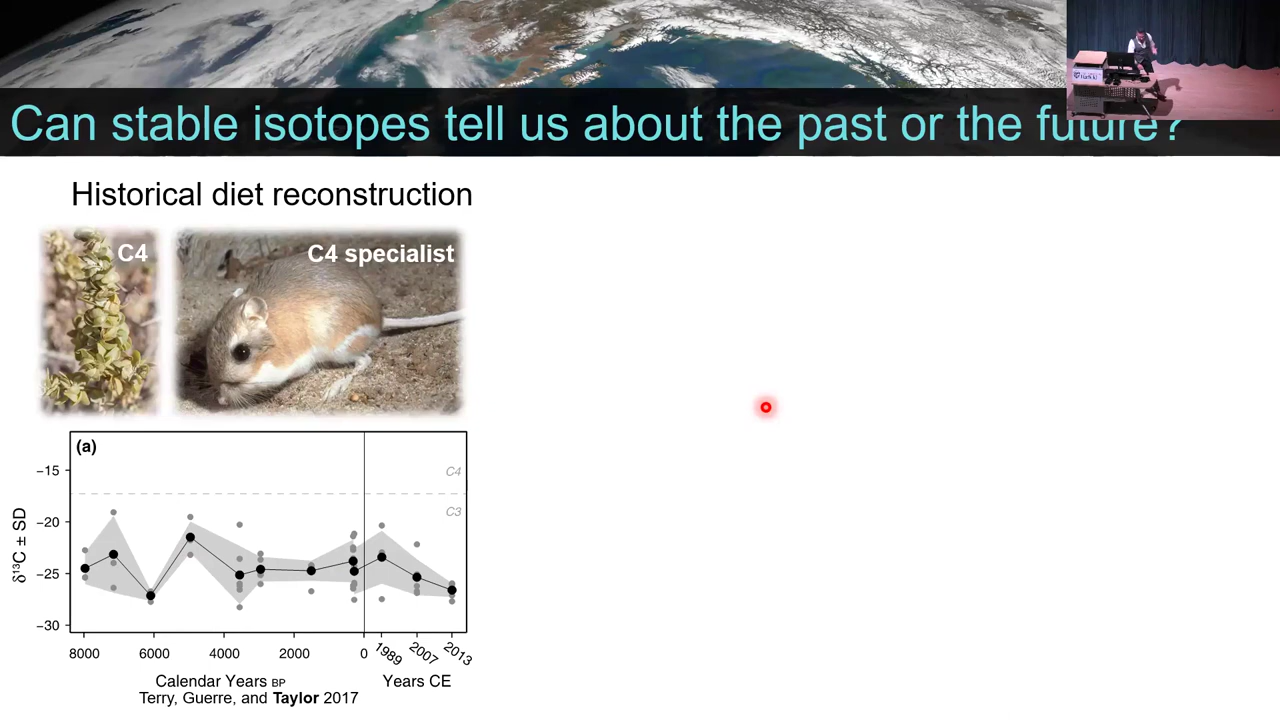 Can stable isotopes tell us about the past or the future?
Historical diet reconstruction
C4
C4 specialist
(a)
−15
−20
−25
−30
C4
C3
δ¹³C ± SD
8000
6000
4000
2000
0
1989
2007
2013
Calendar Years BP
Years CE
Terry, Guerre, and Taylor 2017